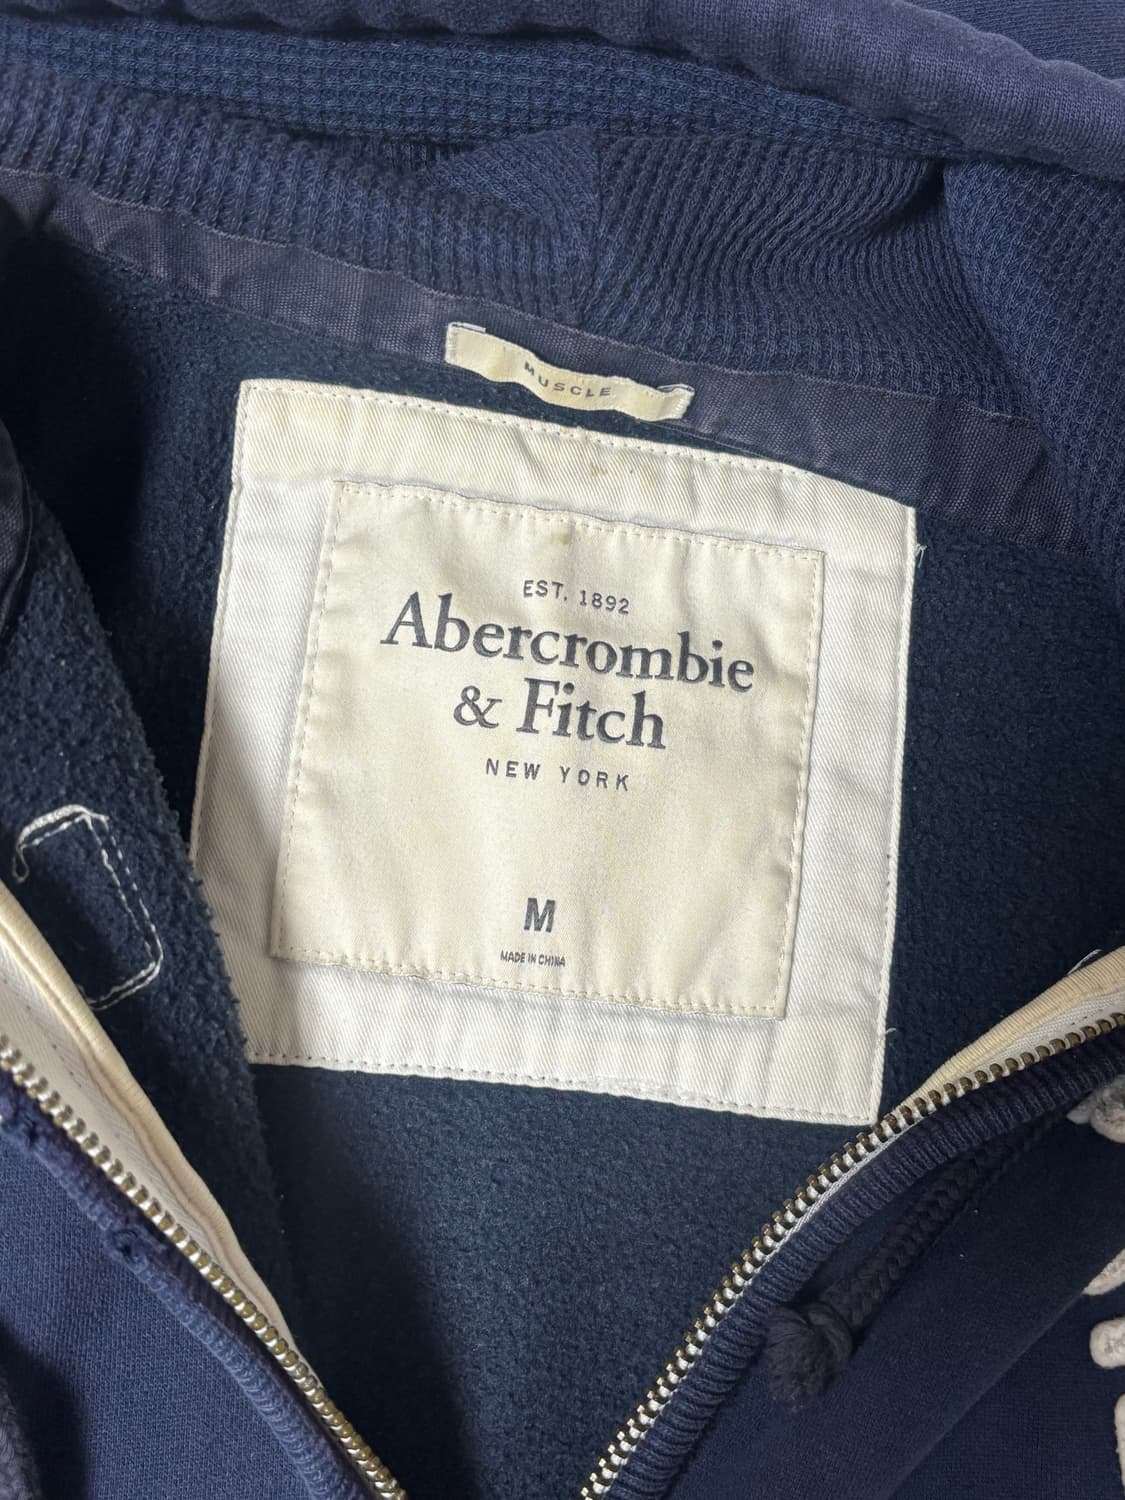 MUSCLE
EST. 1892
Abercrombie
& Fitch
NEW YORK
M
MADE IN CHINA